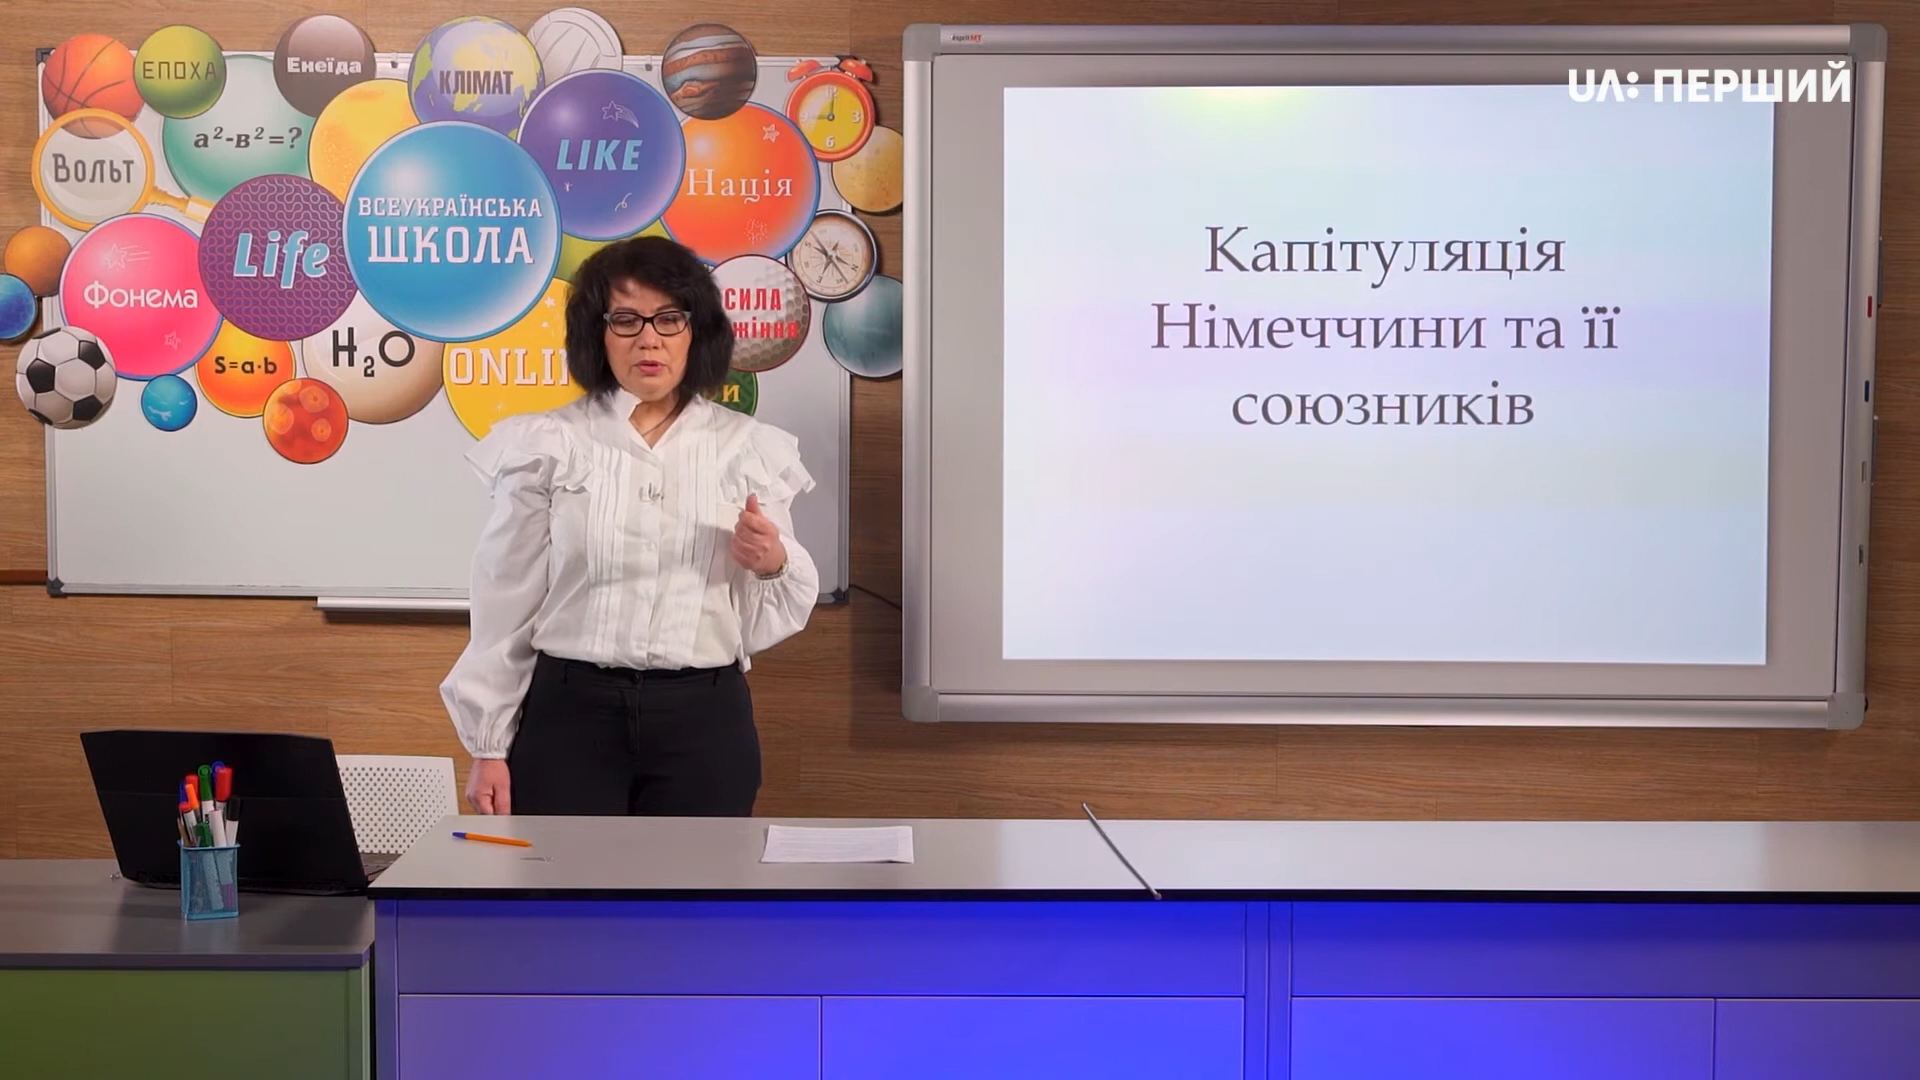 ЕПОХА
Енеїда
КЛІМАТ
UA: ПЕРШИЙ
Вольт
a²-в²=?
LIKE
Нація
ВСЕУКРАЇНСЬКА
ШКОЛА
Life
Фонема
СИЛА
S=a·b
H₂O
Капітуляція
Німеччини та її
союзників